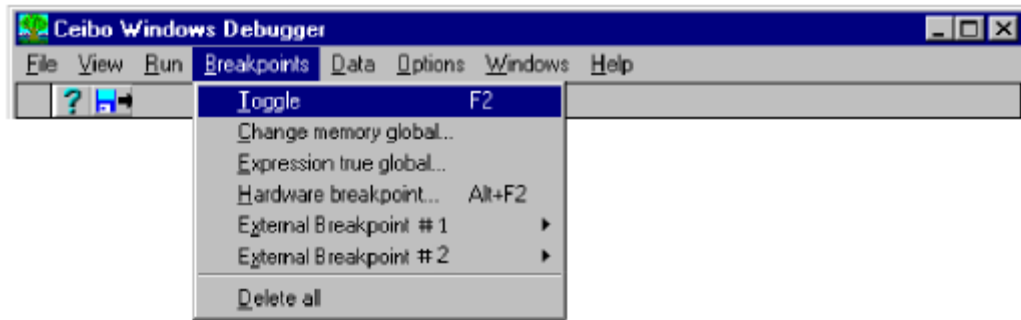 Ceibo Windows Debugger
File View Run Breakpoints Data Options Windows Help
?
Toggle F2
Change memory global...
Expression true global...
Hardware breakpoint... Alt+F2
External Breakpoint #1
External Breakpoint #2
Delete all